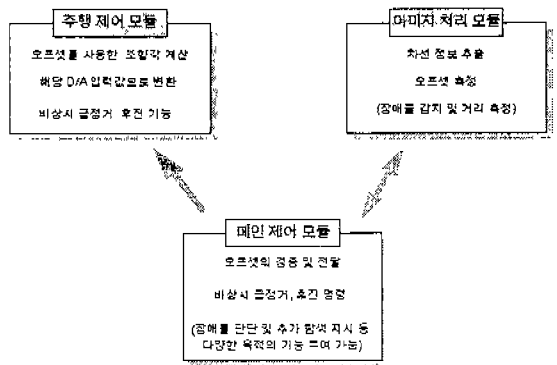 주행 제어 모듈
오프셋를 사용한 조향각 계산
해당 D/A 입력값으로 변환
비상시 급정거, 후진 기능
이미지 처리 모듈
차선 정보 추출
오프셋 측정
(장애물 감지 및 거리 측정)
메인 제어 모듈
오프셋의 검증 및 전달
비상시 급정거, 후진 명령
(장애물 판단 및 추가 탐색 지시 등
다양한 목적의 기능 부여 가능)